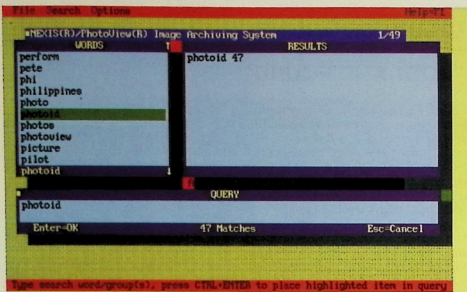 File Search Options Help=F1
NEXIS(R)/PhotoView(R) Image Archiving System 1/49
WORDS RESULTS
perform photoid 47
pete
phi
philippines
photo
photoid
photos
photoview
picture
pilot
photoid
QUERY
photoid
Enter=OK 47 Matches Esc=Cancel
Type search word/group(s), press CTRL+ENTER to place highlighted item in query